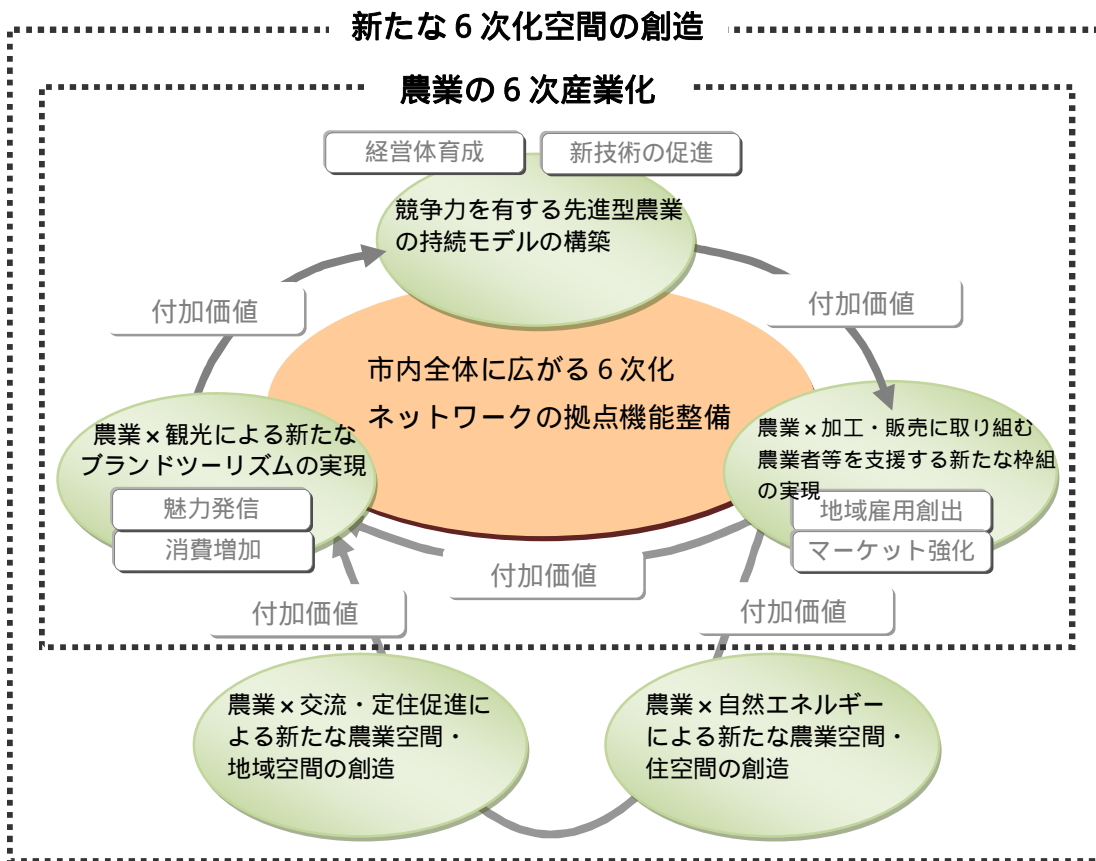 新たな６次化空間の創造
農業の６次産業化
経営体育成
新技術の促進
競争力を有する先進型農業
の持続モデルの構築
付加価値
付加価値
市内全体に広がる６次化
ネットワークの拠点機能整備
農業×観光による新たな
ブランドツーリズムの実現
魅力発信
消費増加
農業×加工・販売に取り組む
農業者等を支援する新たな枠組
の実現
地域雇用創出
マーケット強化
付加価値
付加価値
付加価値
農業×交流・定住促進に
よる新たな農業空間・
地域空間の創造
農業×自然エネルギー
による新たな農業空間・
住空間の創造